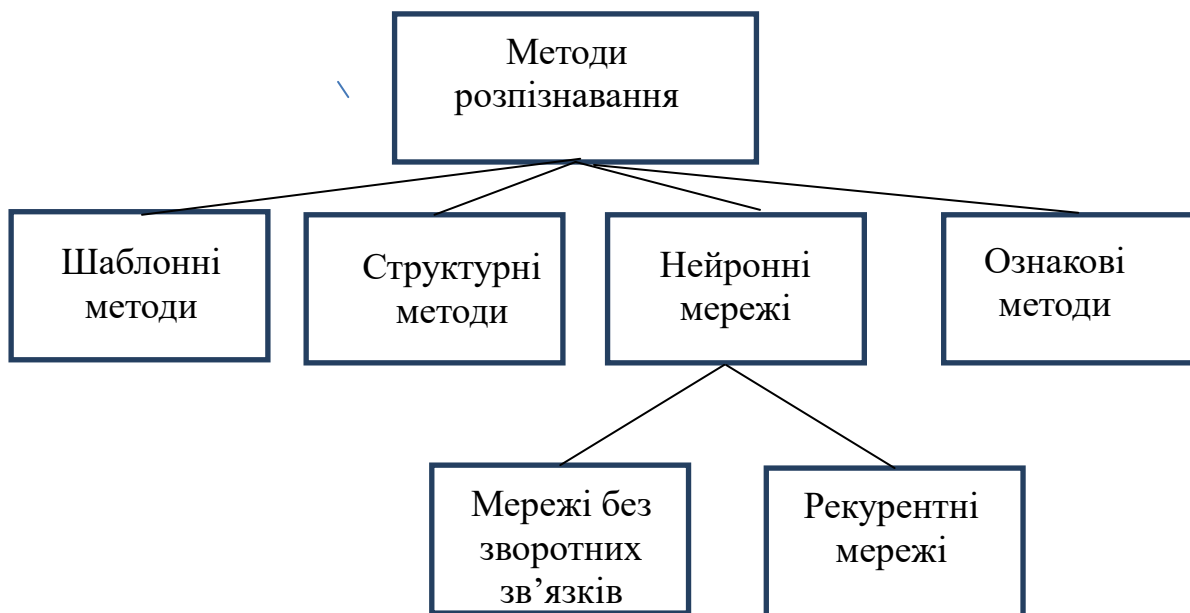 Методи
розпізнавання
Шаблонні
методи
Структурні
методи
Нейронні
мережі
Ознакові
методи
Мережі без
зворотних
зв’язків
Рекурентні
мережі